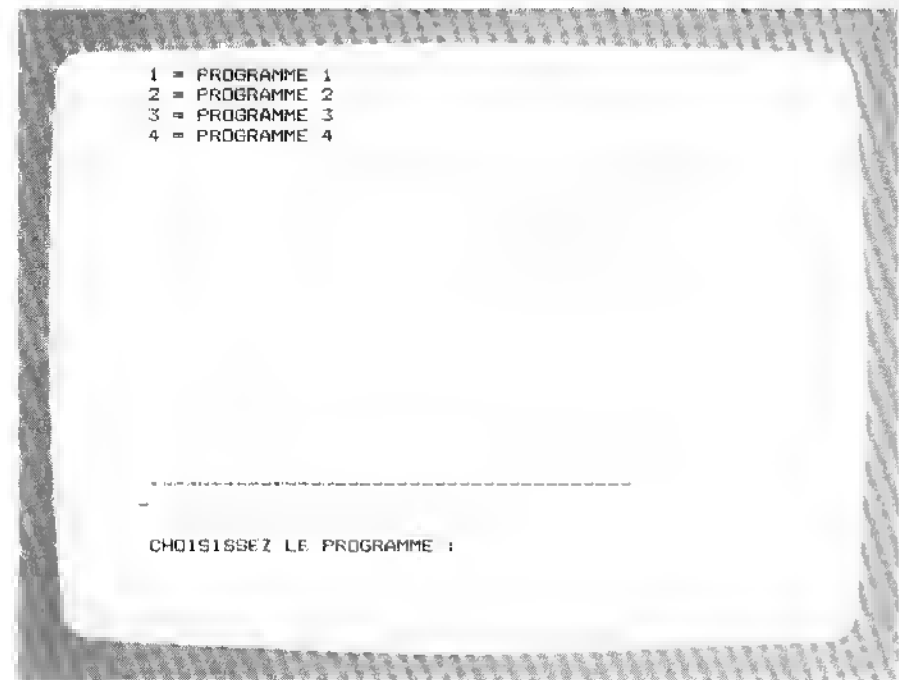 1 = PROGRAMME 1
2 = PROGRAMME 2
3 = PROGRAMME 3
4 = PROGRAMME 4
CHOISISSEZ LE PROGRAMME :